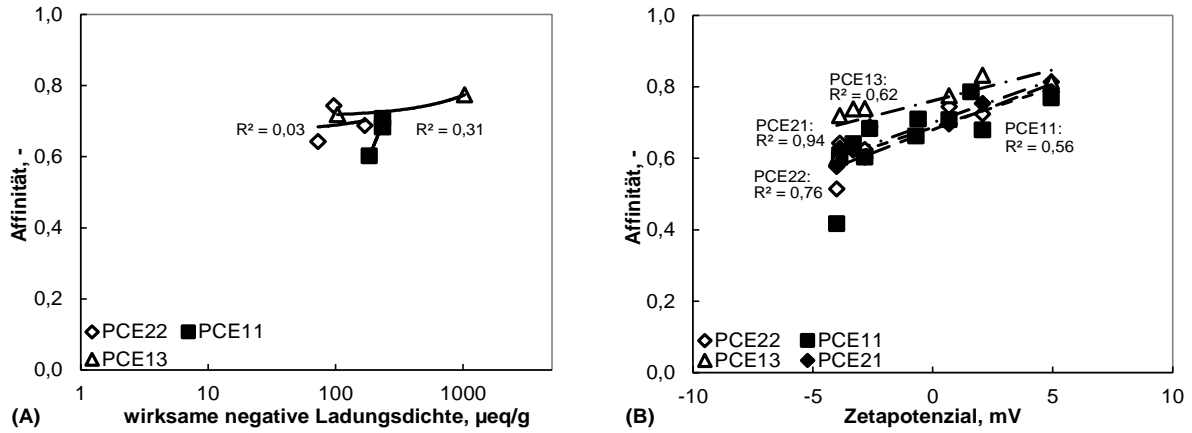 1,0
0,8
0,6
0,4
0,2
0,0
Affinität, -
R² = 0,03
R² = 0,31
PCE22
PCE11
PCE13
1
10
100
1000
(A)
wirksame negative Ladungsdichte, µeq/g
1,0
0,8
0,6
0,4
0,2
0,0
Affinität, -
PCE13:
R² = 0,62
PCE21:
R² = 0,94
PCE11:
R² = 0,56
PCE22:
R² = 0,76
PCE22
PCE11
PCE13
PCE21
-10
-5
0
5
10
(B)
Zetapotenzial, mV